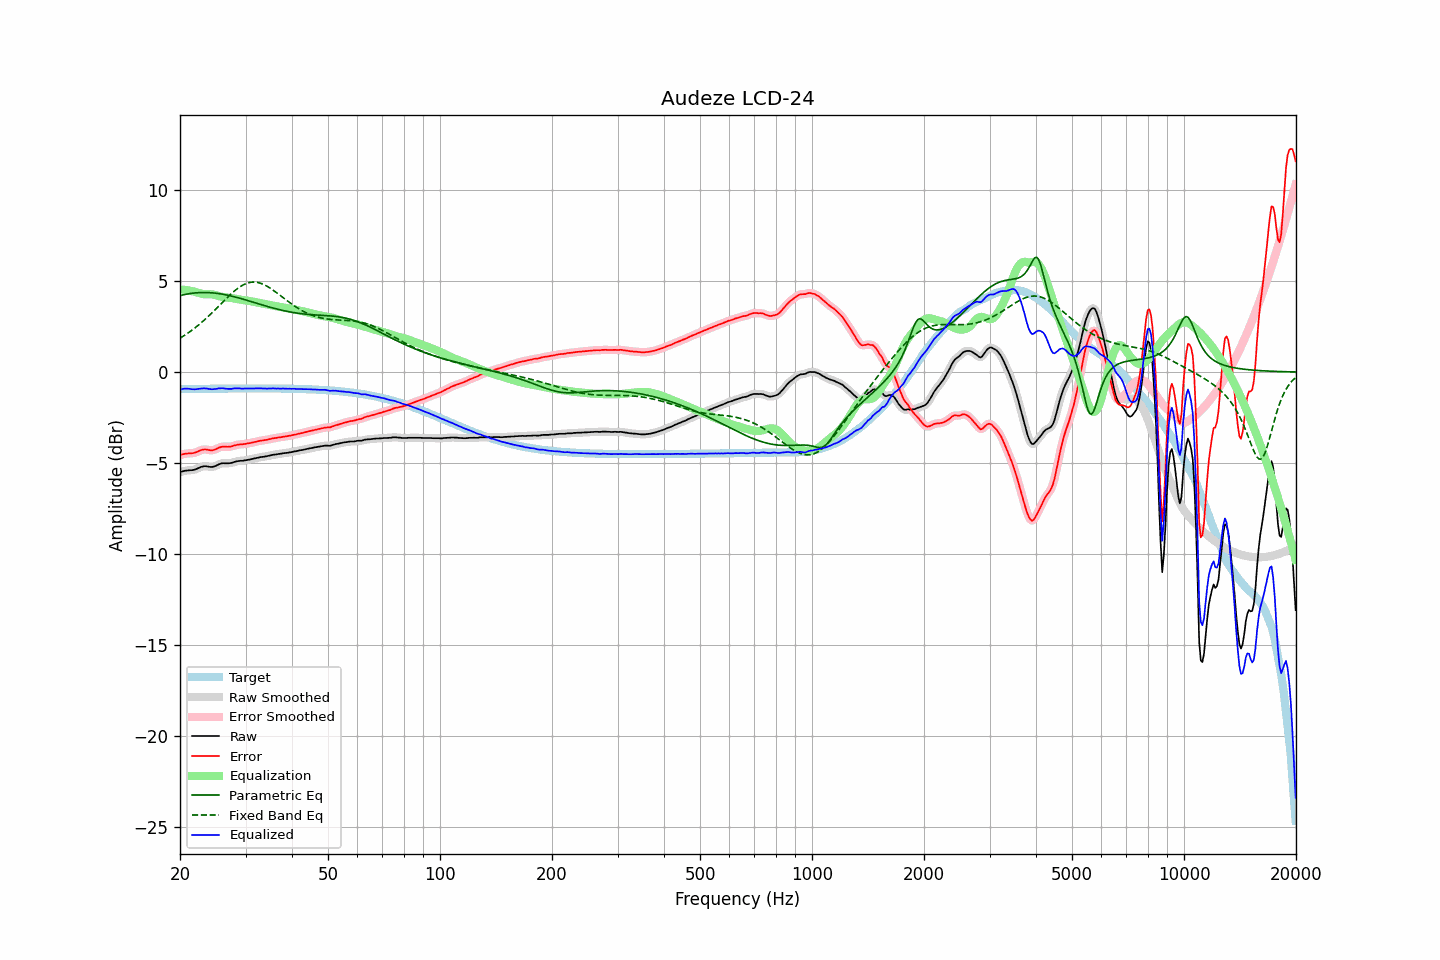 Audeze LCD-24
Amplitude (dBr)
10
5
0
−5
−10
−15
−20
−25
Target
Raw Smoothed
Error Smoothed
Raw
Error
Equalization
Parametric Eq
Fixed Band Eq
Equalized
20 50 100 200 500 1000 2000 5000 10000 20000
Frequency (Hz)